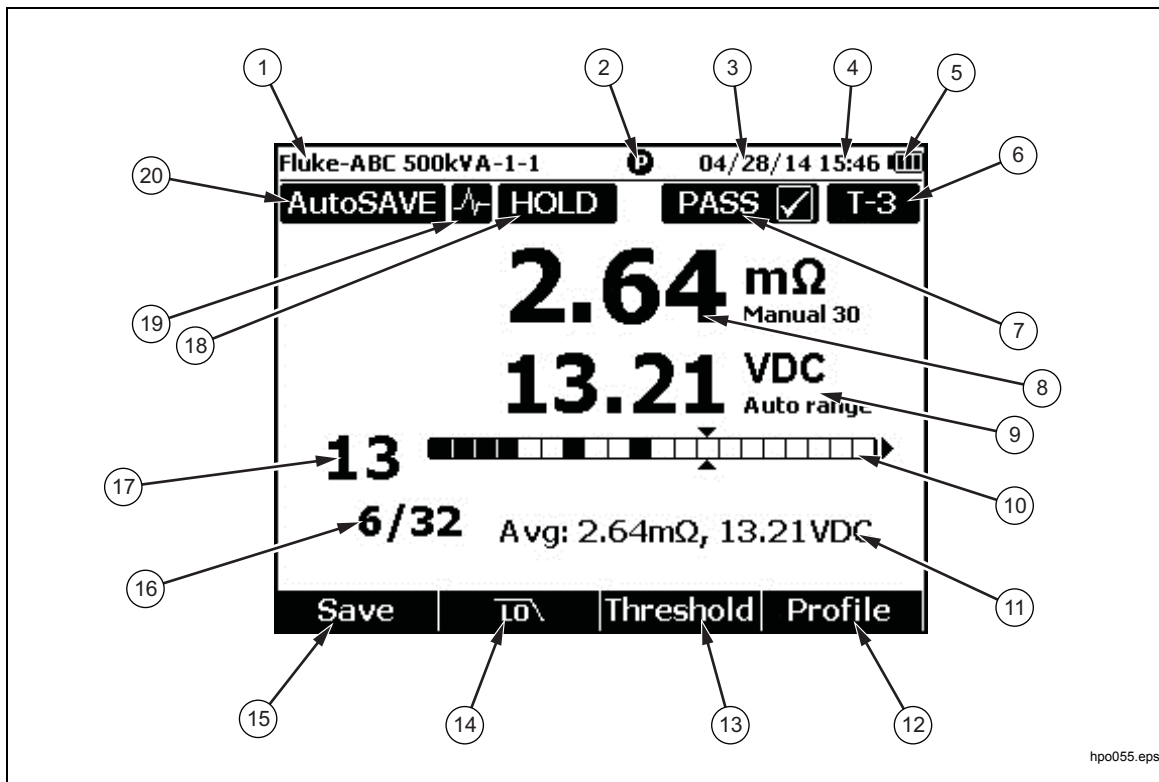 1 2 3 4 5
Fluke-ABC 500kVA-1-1 P 04/28/14 15:46
6
AutoSAVE HOLD PASS T-3
20
2.64 mΩ
Manual 30
19
18
7
8
13.21 VDC
Auto range
9
13
17
10
6/32 Avg: 2.64mΩ, 13.21VDC
16
11
Save LO Threshold Profile
15 14 13 12
hpo055.eps